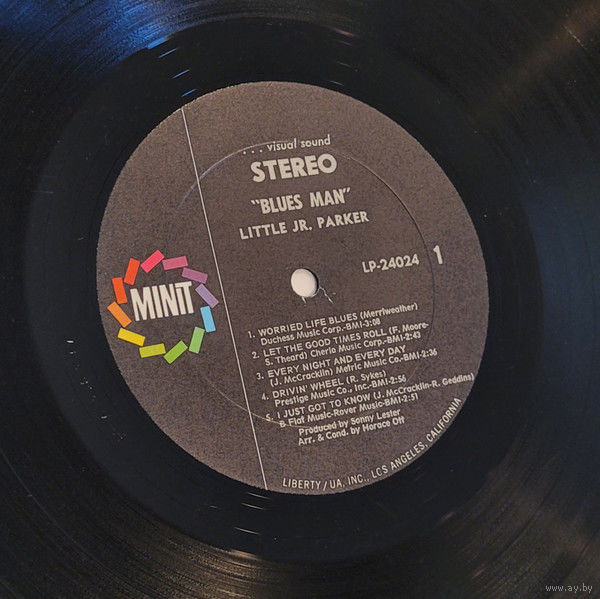 ... visual sound
STEREO
"BLUES MAN"
LITTLE JR. PARKER
LP-24024 1
MINIT
1. WORRIED LIFE BLUES (Merriweather)
Duchess Music Corp.-BMI-3:08
2. LET THE GOOD TIMES ROLL (F. Moore-
S. Theard) Cherio Music Corp.-BMI-2:43
3. EVERY NIGHT AND EVERY DAY
(J. McCracklin) Metric Music Co.-BMI-2:36
4. DRIVIN' WHEEL (R. Sykes)
Prestige Music Co., Inc.-BMI-2:56
5. I JUST GOT TO KNOW (J. McCracklin-R. Geddins)
B Flat Music-Rover Music-BMI-2:51
Produced by Sonny Lester
Arr. & Cond. by Horace Ott
LIBERTY/UA, INC., LOS ANGELES, CALIFORNIA
www.ay.by